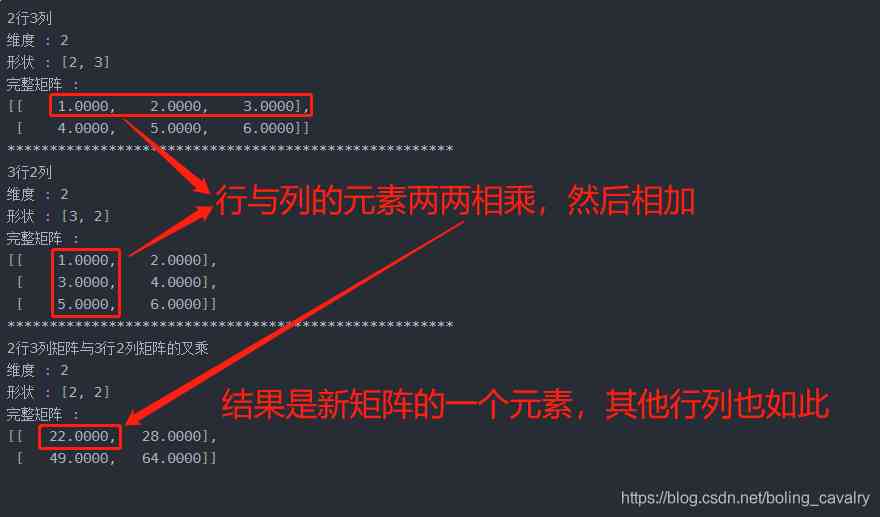 2行3列
维度 : 2
形状 : [2, 3]
完整矩阵 :
[[ 1.0000, 2.0000, 3.0000],
[ 4.0000, 5.0000, 6.0000]]
*****************************************************
3行2列
行与列的元素两两相乘，然后相加
维度 : 2
形状 : [3, 2]
完整矩阵 :
[[ 1.0000, 2.0000],
[ 3.0000, 4.0000],
[ 5.0000, 6.0000]]
*****************************************************
2行3列矩阵与3行2列矩阵的叉乘
维度 : 2
形状 : [2, 2]
结果是新矩阵的一个元素，其他行列也如此
完整矩阵 :
[[ 22.0000, 28.0000],
[ 49.0000, 64.0000]]
https://blog.csdn.net/boling_cavalry